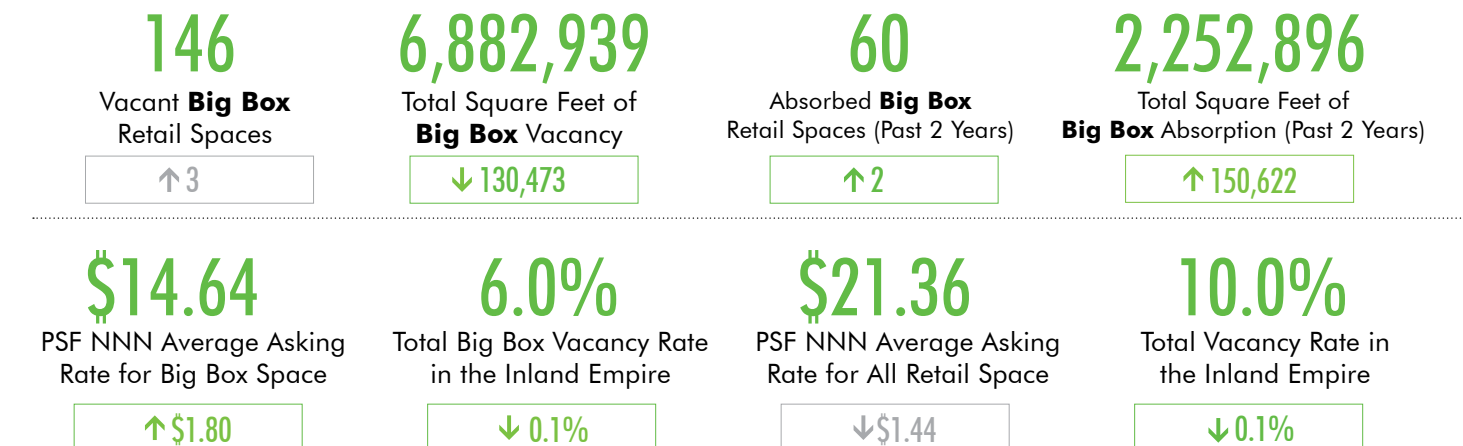 146
6,882,939
60
2,252,896
Vacant Big Box
Retail Spaces
Total Square Feet of
Big Box Vacancy
Absorbed Big Box
Retail Spaces (Past 2 Years)
Total Square Feet of
Big Box Absorption (Past 2 Years)
↑ 3
↓ 130,473
↑ 2
↑ 150,622
$14.64
6.0%
$21.36
10.0%
PSF NNN Average Asking
Rate for Big Box Space
Total Big Box Vacancy Rate
in the Inland Empire
PSF NNN Average Asking
Rate for All Retail Space
Total Vacancy Rate in
the Inland Empire
↑ $1.80
↓ 0.1%
↓ $1.44
↓ 0.1%